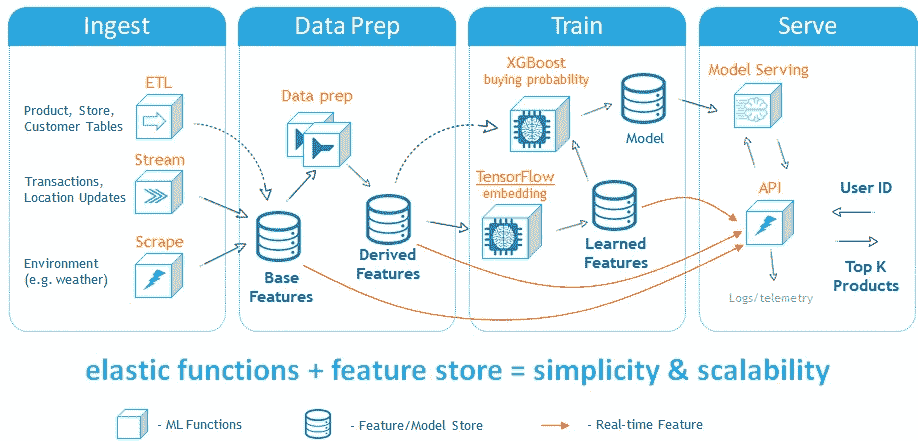 Ingest
Data Prep
Train
Serve
ETL
Product, Store,
Customer Tables
Stream
Transactions,
Location Updates
Scrape
Environment
(e.g. weather)
Base
Features
Data prep
Derived
Features
XGBoost
buying probability
TensorFlow
embedding
Model
Learned
Features
Model Serving
API
User ID
Top K
Products
Logs/telemetry
elastic functions + feature store = simplicity & scalability
- ML Functions
- Feature/Model Store
- Real-time Feature